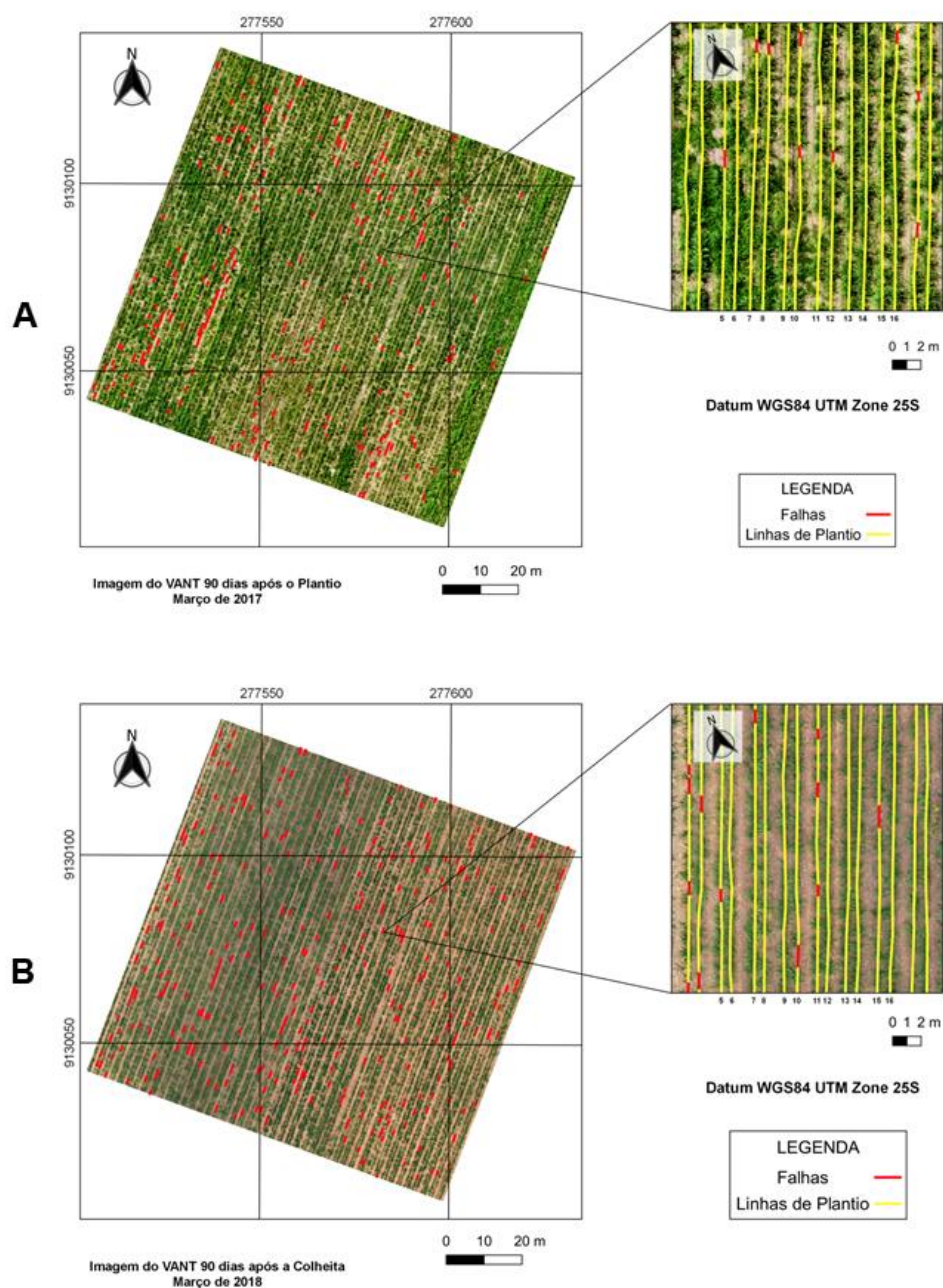 277550 277600
N
N
9130100
A
9130050
5 6 7 8 9 10 11 12 13 14 15 16
0 1 2 m
Datum WGS84 UTM Zone 25S
LEGENDA
Falhas
Linhas de Plantio
Imagem do VANT 90 dias após o Plantio
Março de 2017
0 10 20 m
277550 277600
N
N
9130100
B
9130050
5 6 7 8 9 10 11 12 13 14 15 16
0 1 2 m
Datum WGS84 UTM Zone 25S
LEGENDA
Falhas
Linhas de Plantio
Imagem do VANT 90 dias após a Colheita
Março de 2018
0 10 20 m